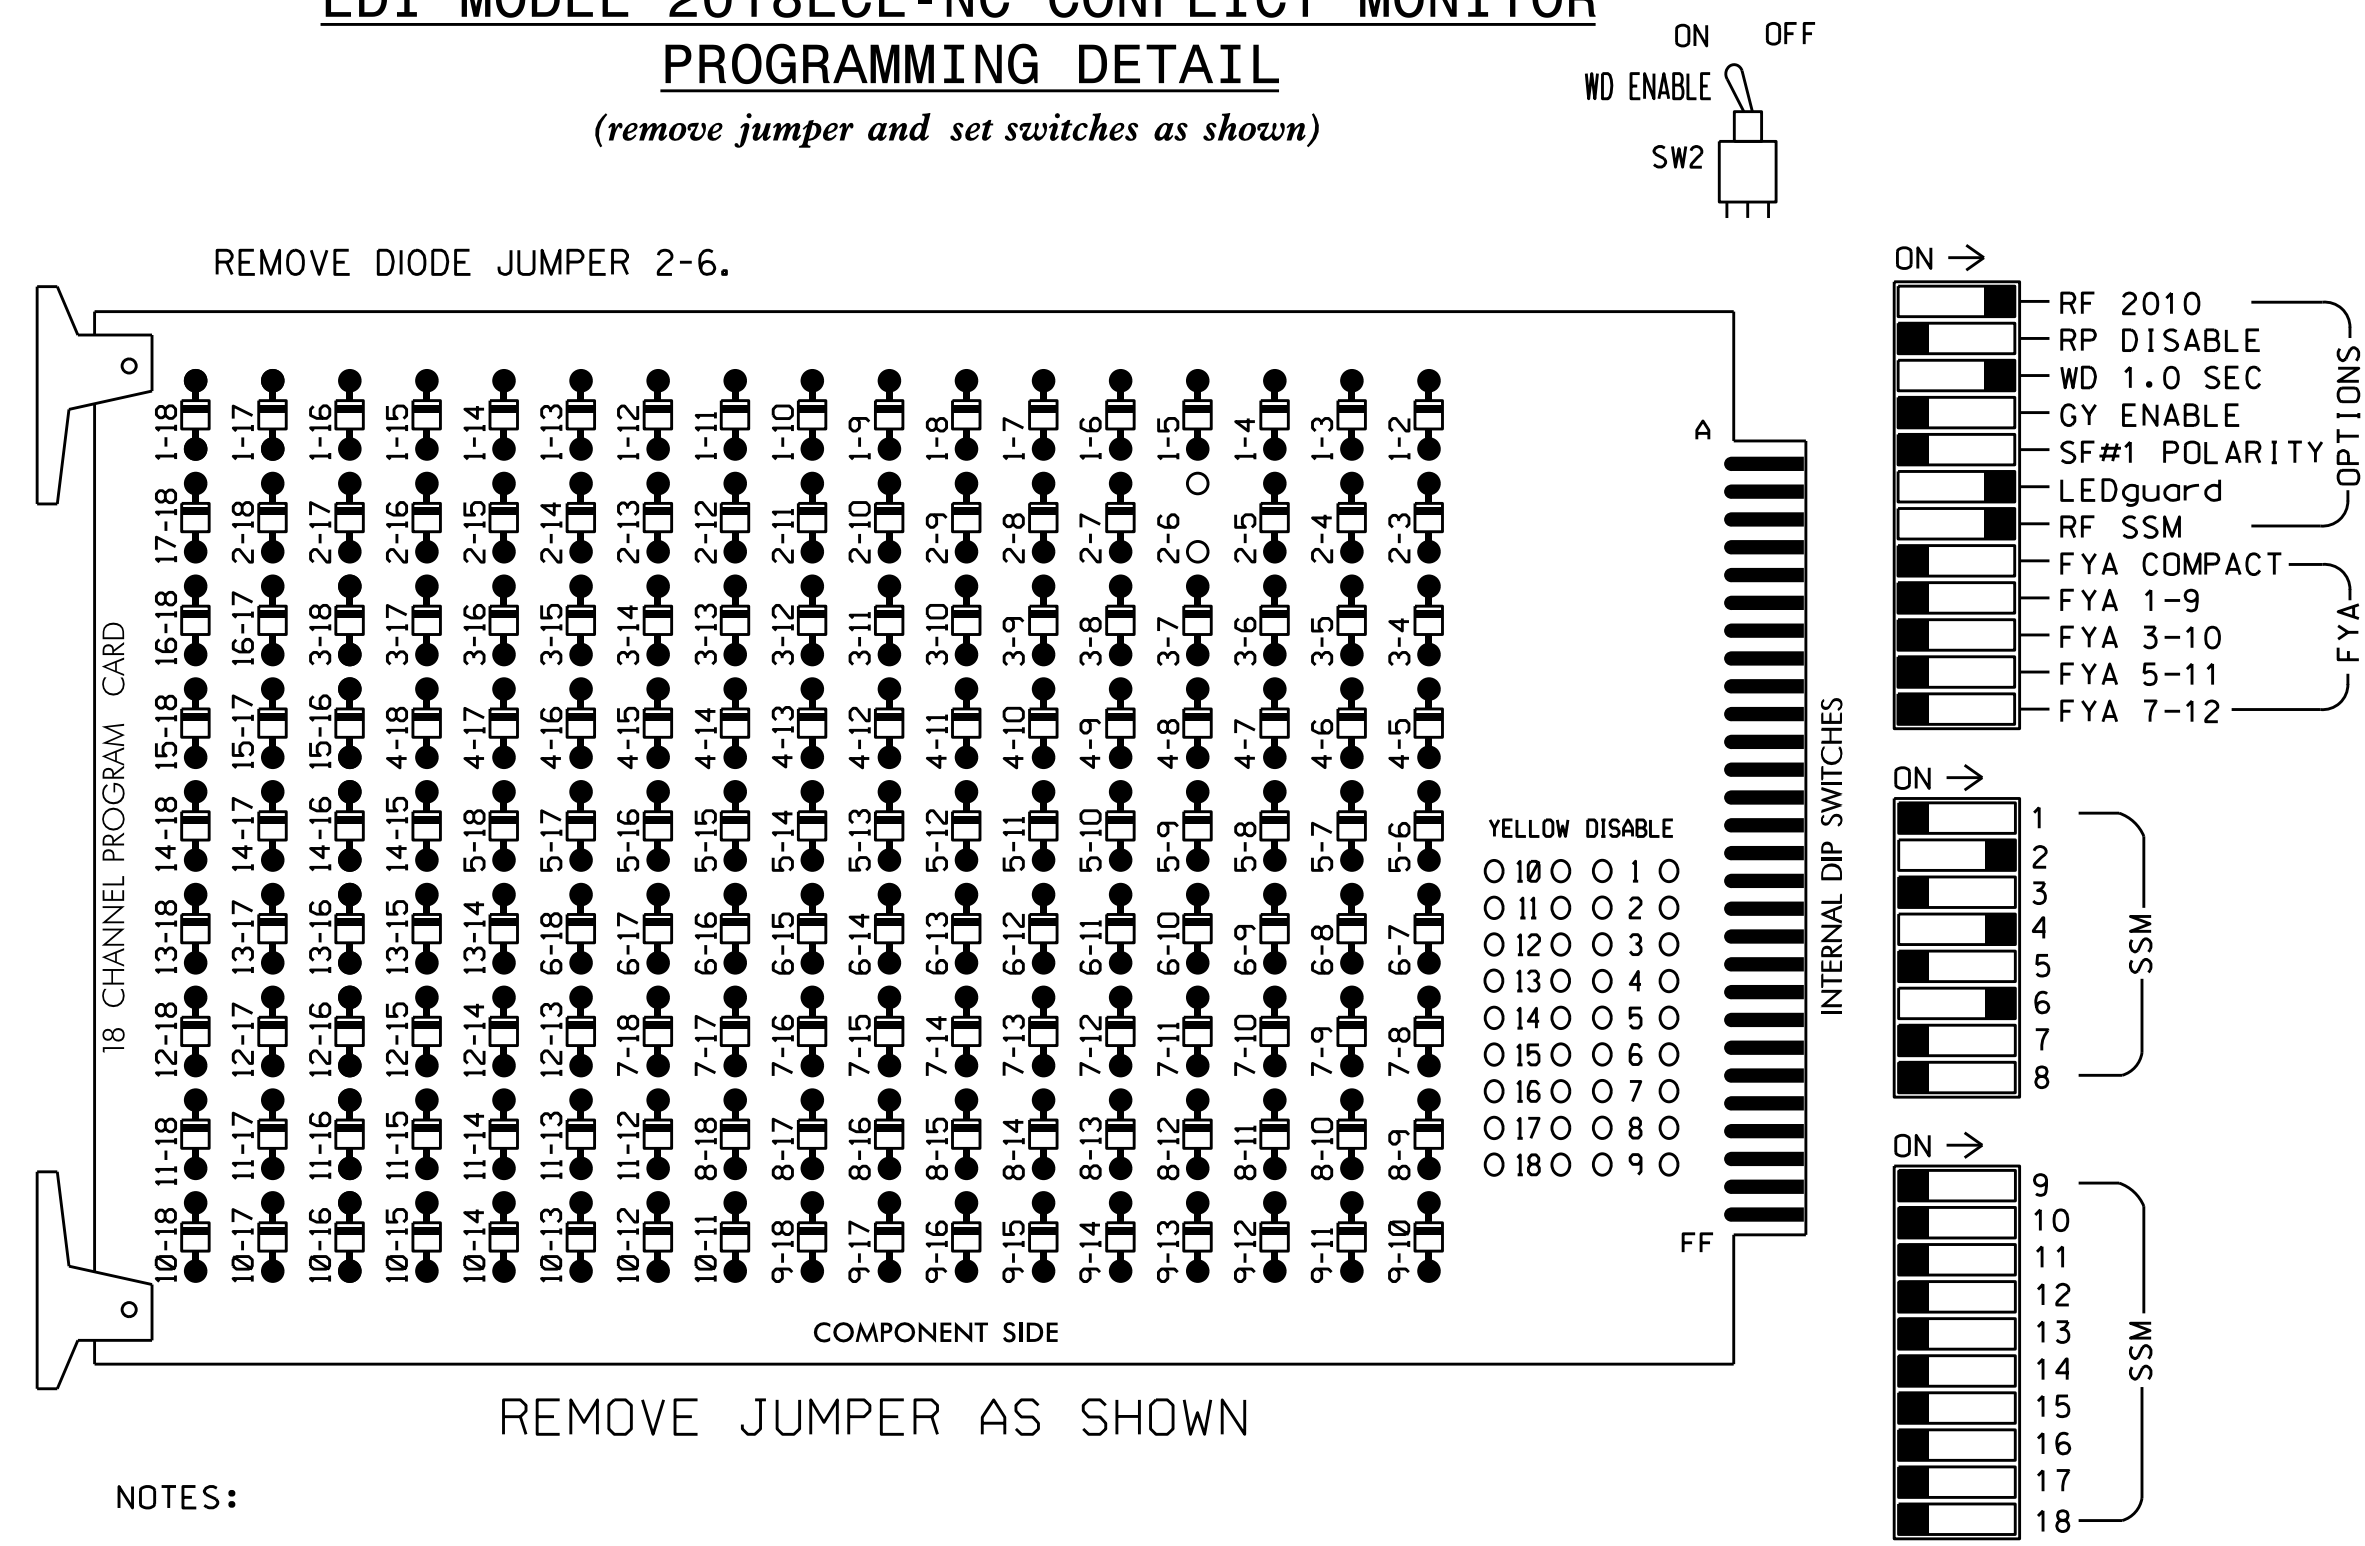 EDI MODEL 2018ECL-NC CONFLICT MONITOR
PROGRAMMING DETAIL
(remove jumper and set switches as shown)
ON OFF
WD ENABLE
SW2
REMOVE DIODE JUMPER 2-6.
18 CHANNEL PROGRAM CARD
1-18 1-17 1-16 1-15 1-14 1-13 1-12 1-11 1-10 1-9 1-8 1-7 1-6 1-5 1-4 1-3 1-2
17-18 2-18 2-17 2-16 2-15 2-14 2-13 2-12 2-11 2-10 2-9 2-8 2-7 2-6 2-5 2-4 2-3
16-18 16-17 3-18 3-17 3-16 3-15 3-14 3-13 3-12 3-11 3-10 3-9 3-8 3-7 3-6 3-5 3-4
15-18 15-17 15-16 4-18 4-17 4-16 4-15 4-14 4-13 4-12 4-11 4-10 4-9 4-8 4-7 4-6 4-5
14-18 14-17 14-16 14-15 5-18 5-17 5-16 5-15 5-14 5-13 5-12 5-11 5-10 5-9 5-8 5-7 5-6
13-18 13-17 13-16 13-15 13-14 6-18 6-17 6-16 6-15 6-14 6-13 6-12 6-11 6-10 6-9 6-8 6-7
12-18 12-17 12-16 12-15 12-14 12-13 7-18 7-17 7-16 7-15 7-14 7-13 7-12 7-11 7-10 7-9 7-8
11-18 11-17 11-16 11-15 11-14 11-13 11-12 8-18 8-17 8-16 8-15 8-14 8-13 8-12 8-11 8-10 8-9
10-18 10-17 10-16 10-15 10-14 10-13 10-12 10-11 9-18 9-17 9-16 9-15 9-14 9-13 9-12 9-11 9-10
A
YELLOW DISABLE
10 1
11 2
12 3
13 4
14 5
15 6
16 7
17 8
18 9
FF
COMPONENT SIDE
INTERNAL DIP SWITCHES
ON
RF 2010
RP DISABLE
WD 1.0 SEC
GY ENABLE
SF#1 POLARITY
LEDguard
RF SSM
OPTIONS
FYA COMPACT
FYA 1-9
FYA 3-10
FYA 5-11
FYA 7-12
FYA
ON
1
2
3
4
5
6
7
8
SSM
ON
9
10
11
12
13
14
15
16
17
18
SSM
REMOVE JUMPER AS SHOWN
NOTES: